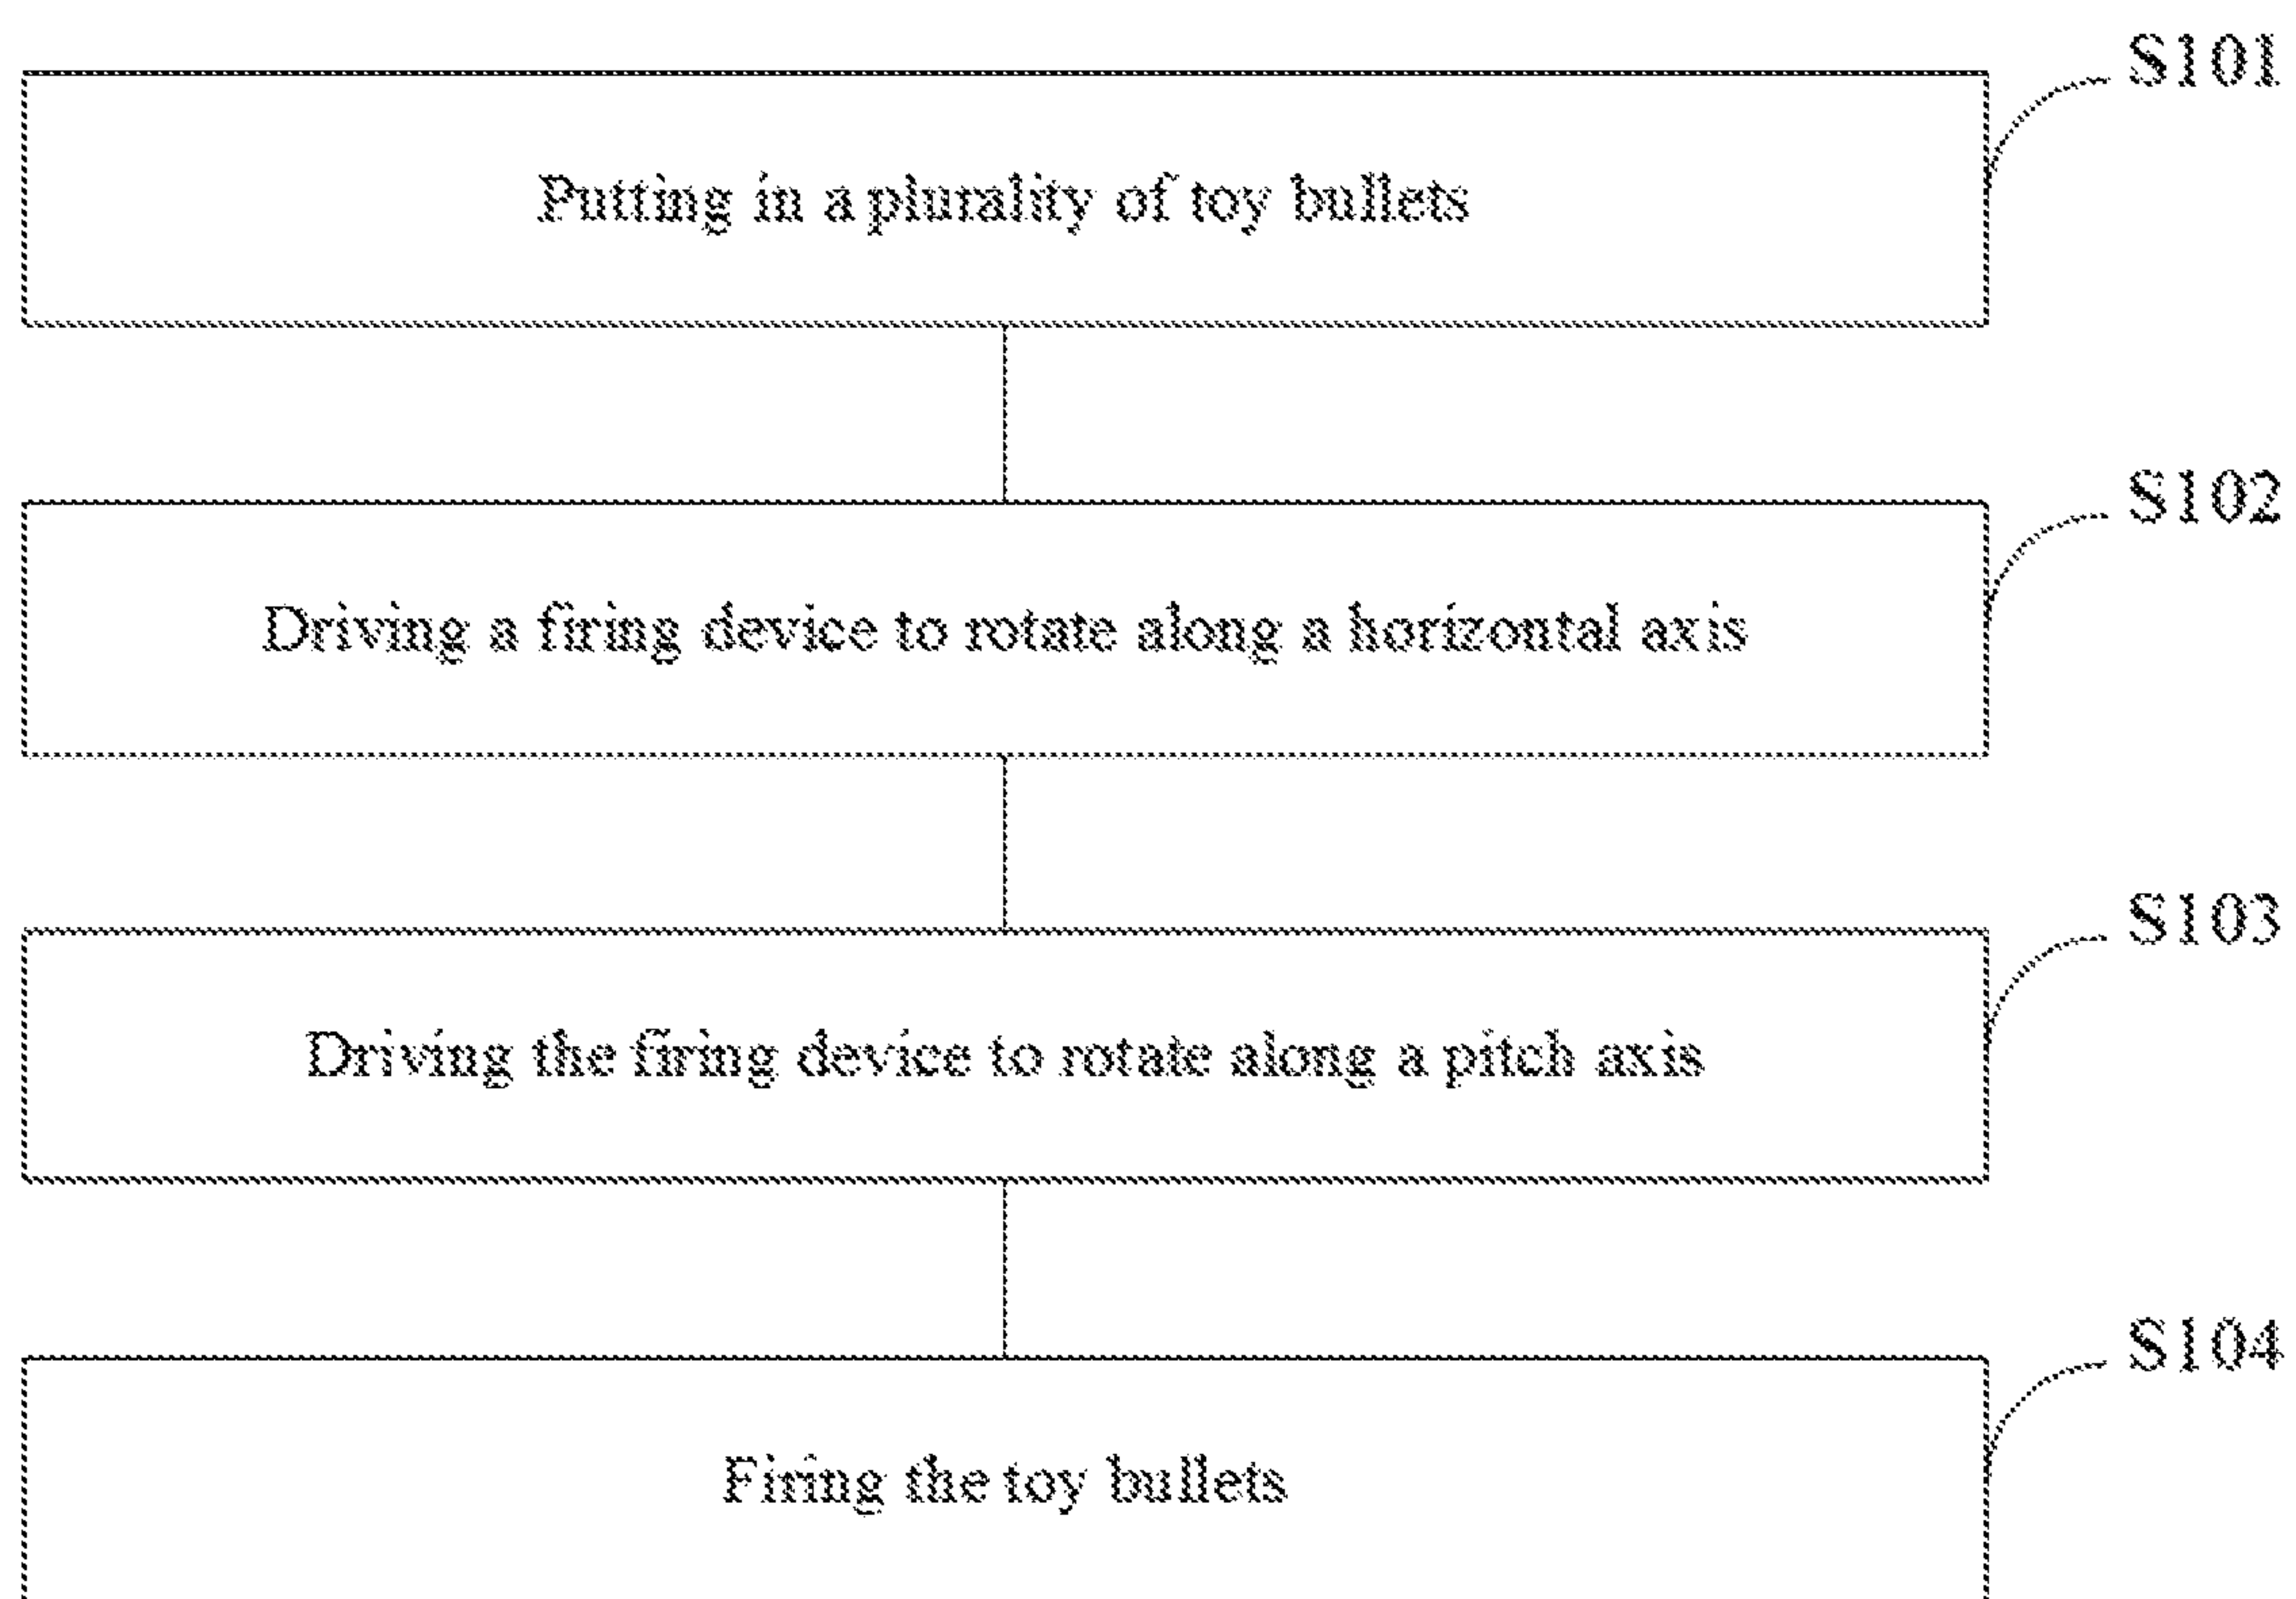 S101
Putting in a plurality of toy bullets
S102
Driving a firing device to rotate along a horizontal axis
S103
Driving the firing device to rotate along a pitch axis
S104
Firing the toy bullets